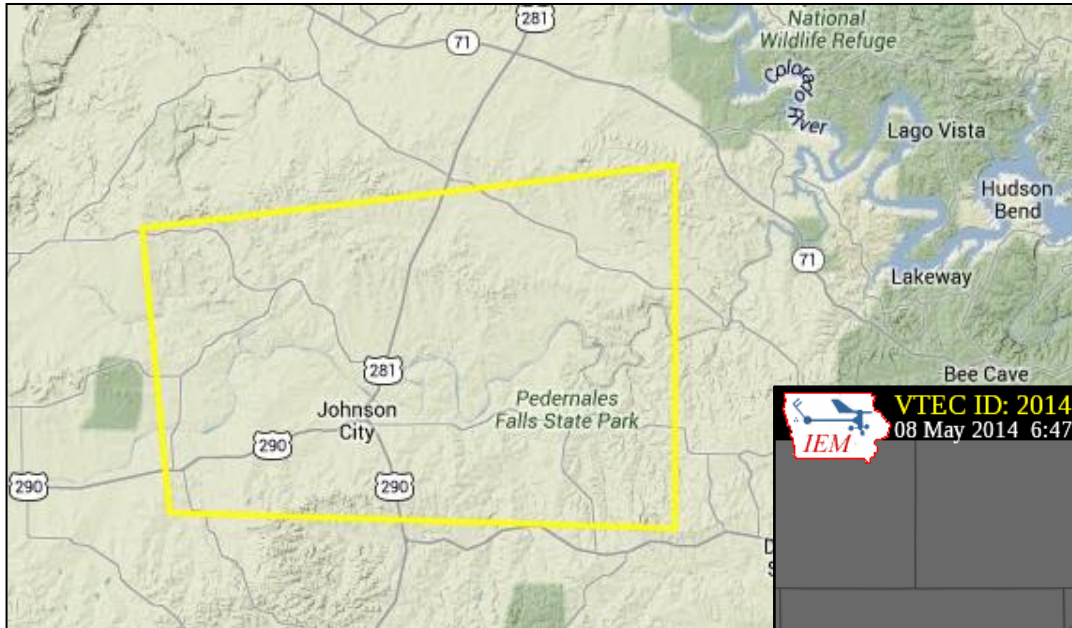 281
71
National
Wildlife Refuge
Colorado
River
Lago Vista
Hudson
Bend
71
Lakeway
281
Bee Cave
Pedernales
Falls State Park
Johnson
City
290
290
290
IEM
VTEC ID: 2014
08 May 2014 6:47